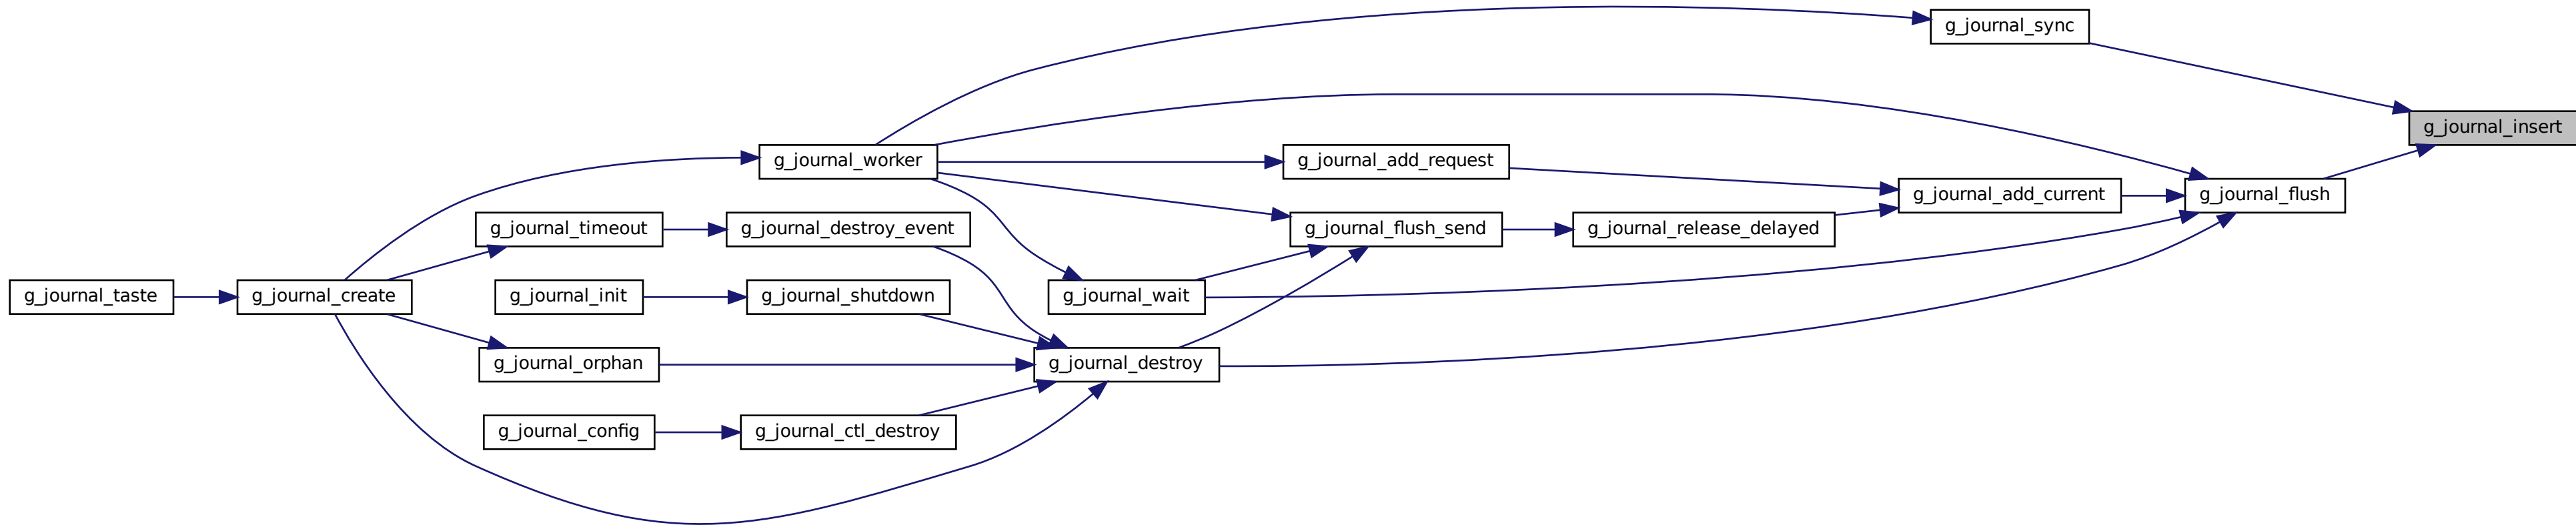 g_journal_sync
g_journal_insert
g_journal_worker
g_journal_add_request
g_journal_add_current
g_journal_flush
g_journal_timeout
g_journal_destroy_event
g_journal_flush_send
g_journal_release_delayed
g_journal_taste
g_journal_create
g_journal_init
g_journal_shutdown
g_journal_wait
g_journal_orphan
g_journal_destroy
g_journal_config
g_journal_ctl_destroy